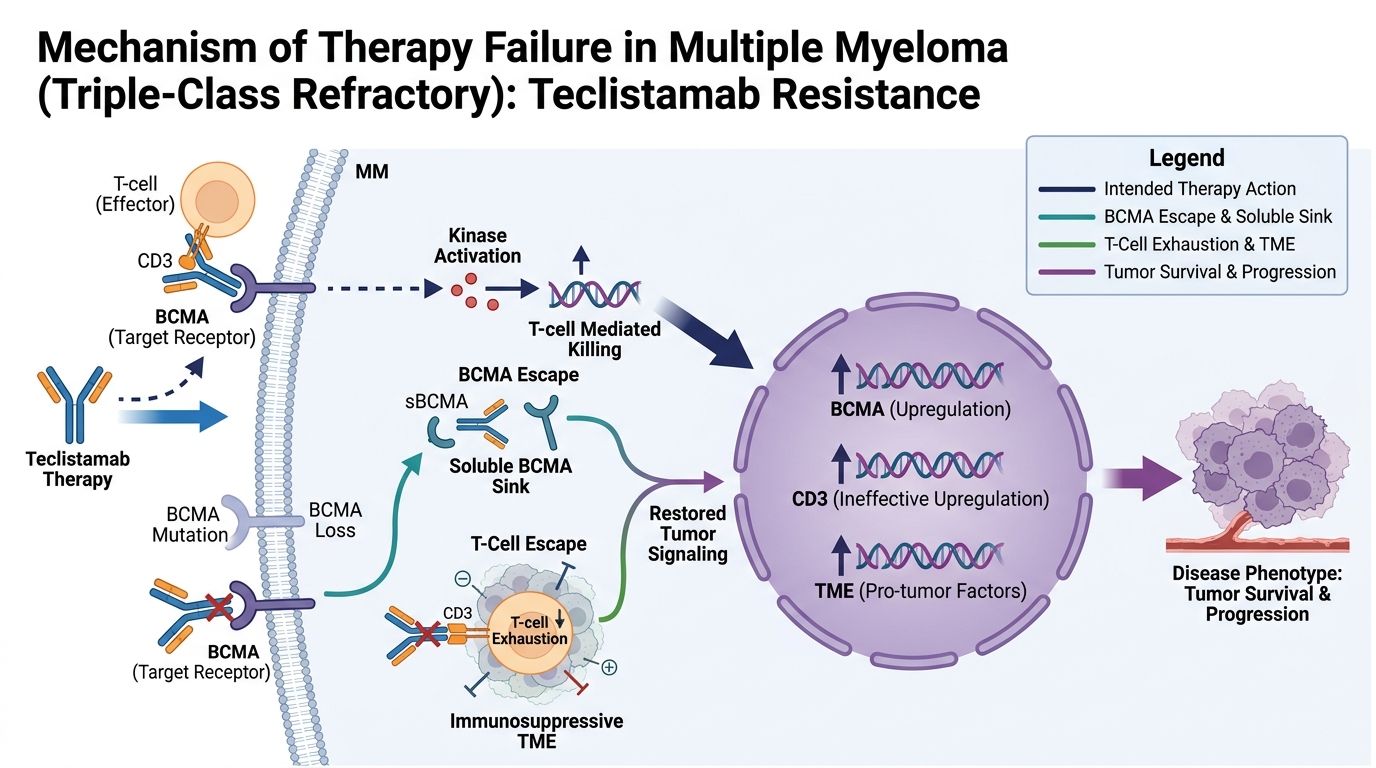 Mechanism of Therapy Failure in Multiple Myeloma
(Triple-Class Refractory): Teclistamab Resistance
T-cell
(Effector)
CD3
BCMA
(Target Receptor)
Teclistamab
Therapy
BCMA
Mutation
BCMA
Loss
BCMA
(Target Receptor)
MM
Kinase
Activation
T-cell Mediated
Killing
BCMA Escape
sBCMA
Soluble BCMA
Sink
T-Cell Escape
CD3
T-cell
Exhaustion
Immunosuppressive
TME
Restored
Tumor
Signaling
BCMA (Upregulation)
CD3 (Ineffective Upregulation)
TME (Pro-tumor Factors)
Legend
Intended Therapy Action
BCMA Escape & Soluble Sink
T-Cell Exhaustion & TME
Tumor Survival & Progression
Disease Phenotype:
Tumor Survival &
Progression